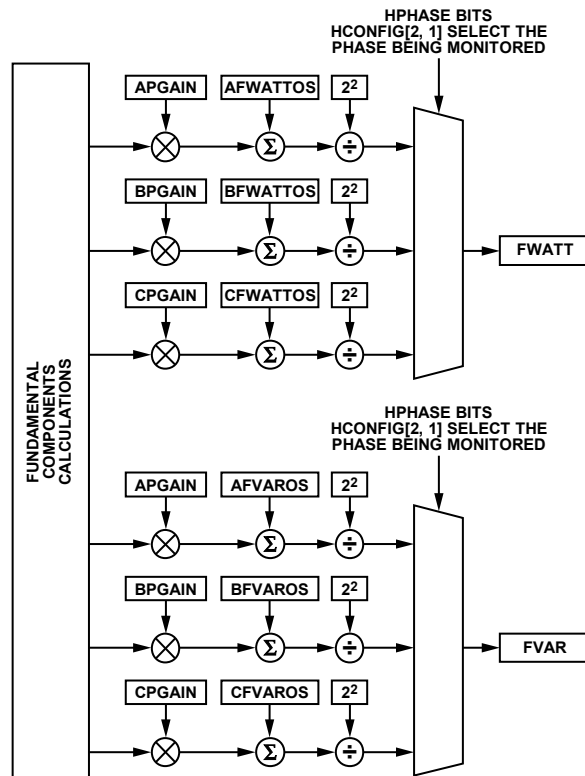 HPHASE BITS
HCONFIG[2, 1] SELECT THE
PHASE BEING MONITORED
APGAIN AFWATTOS 2²
Σ ÷
BPGAIN BFWATTOS 2²
Σ ÷
FWATT
CPGAIN CFWATTOS 2²
Σ ÷
FUNDAMENTAL
COMPONENTS
CALCULATIONS
HPHASE BITS
HCONFIG[2, 1] SELECT THE
PHASE BEING MONITORED
APGAIN AFVAROS 2²
Σ ÷
BPGAIN BFVAROS 2²
Σ ÷
FVAR
CPGAIN CFVAROS 2²
Σ ÷